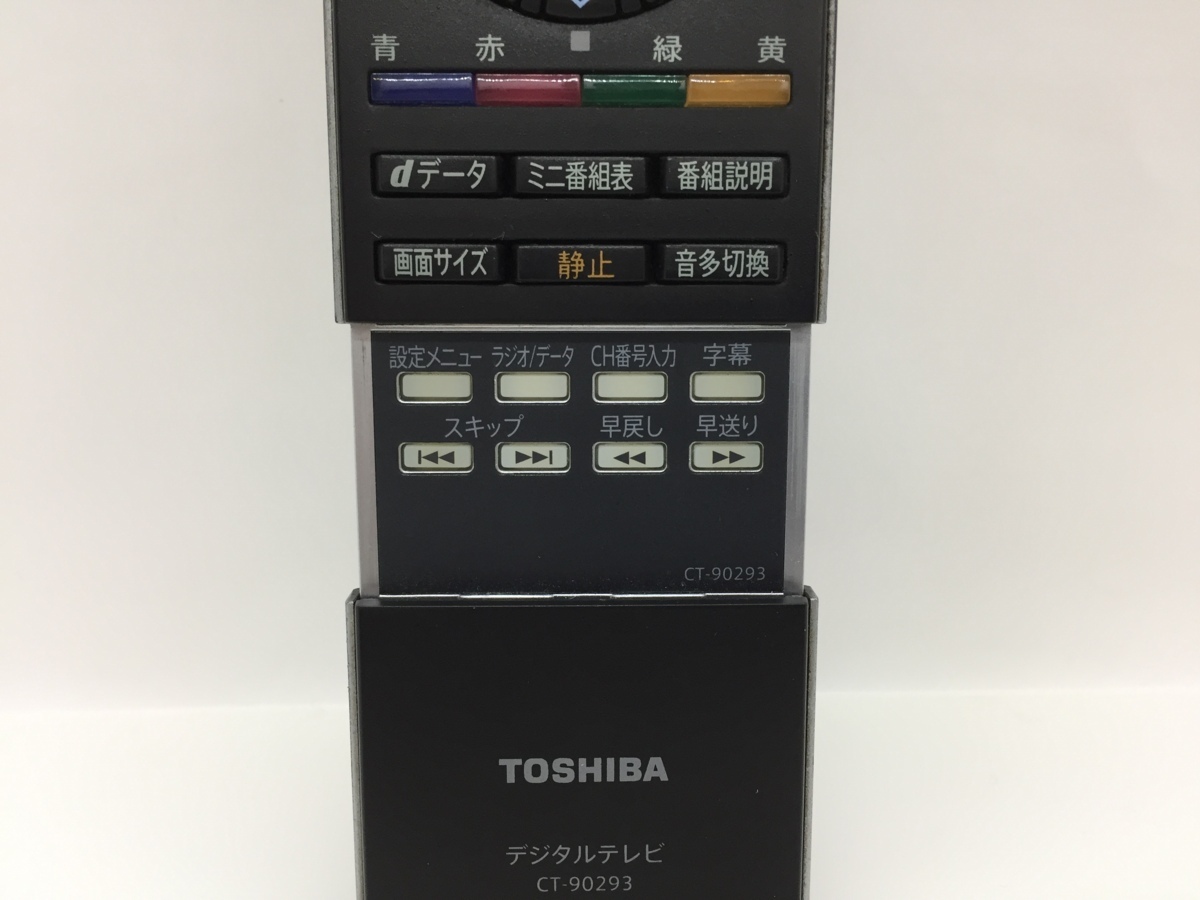 青 赤 緑 黄
dデータ ミニ番組表 番組説明
画面サイズ 静止 音多切換
設定メニュー ラジオ/データ CH番号入力 字幕
スキップ 早戻し 早送り
CT-90293
TOSHIBA
デジタルテレビ
CT-90293